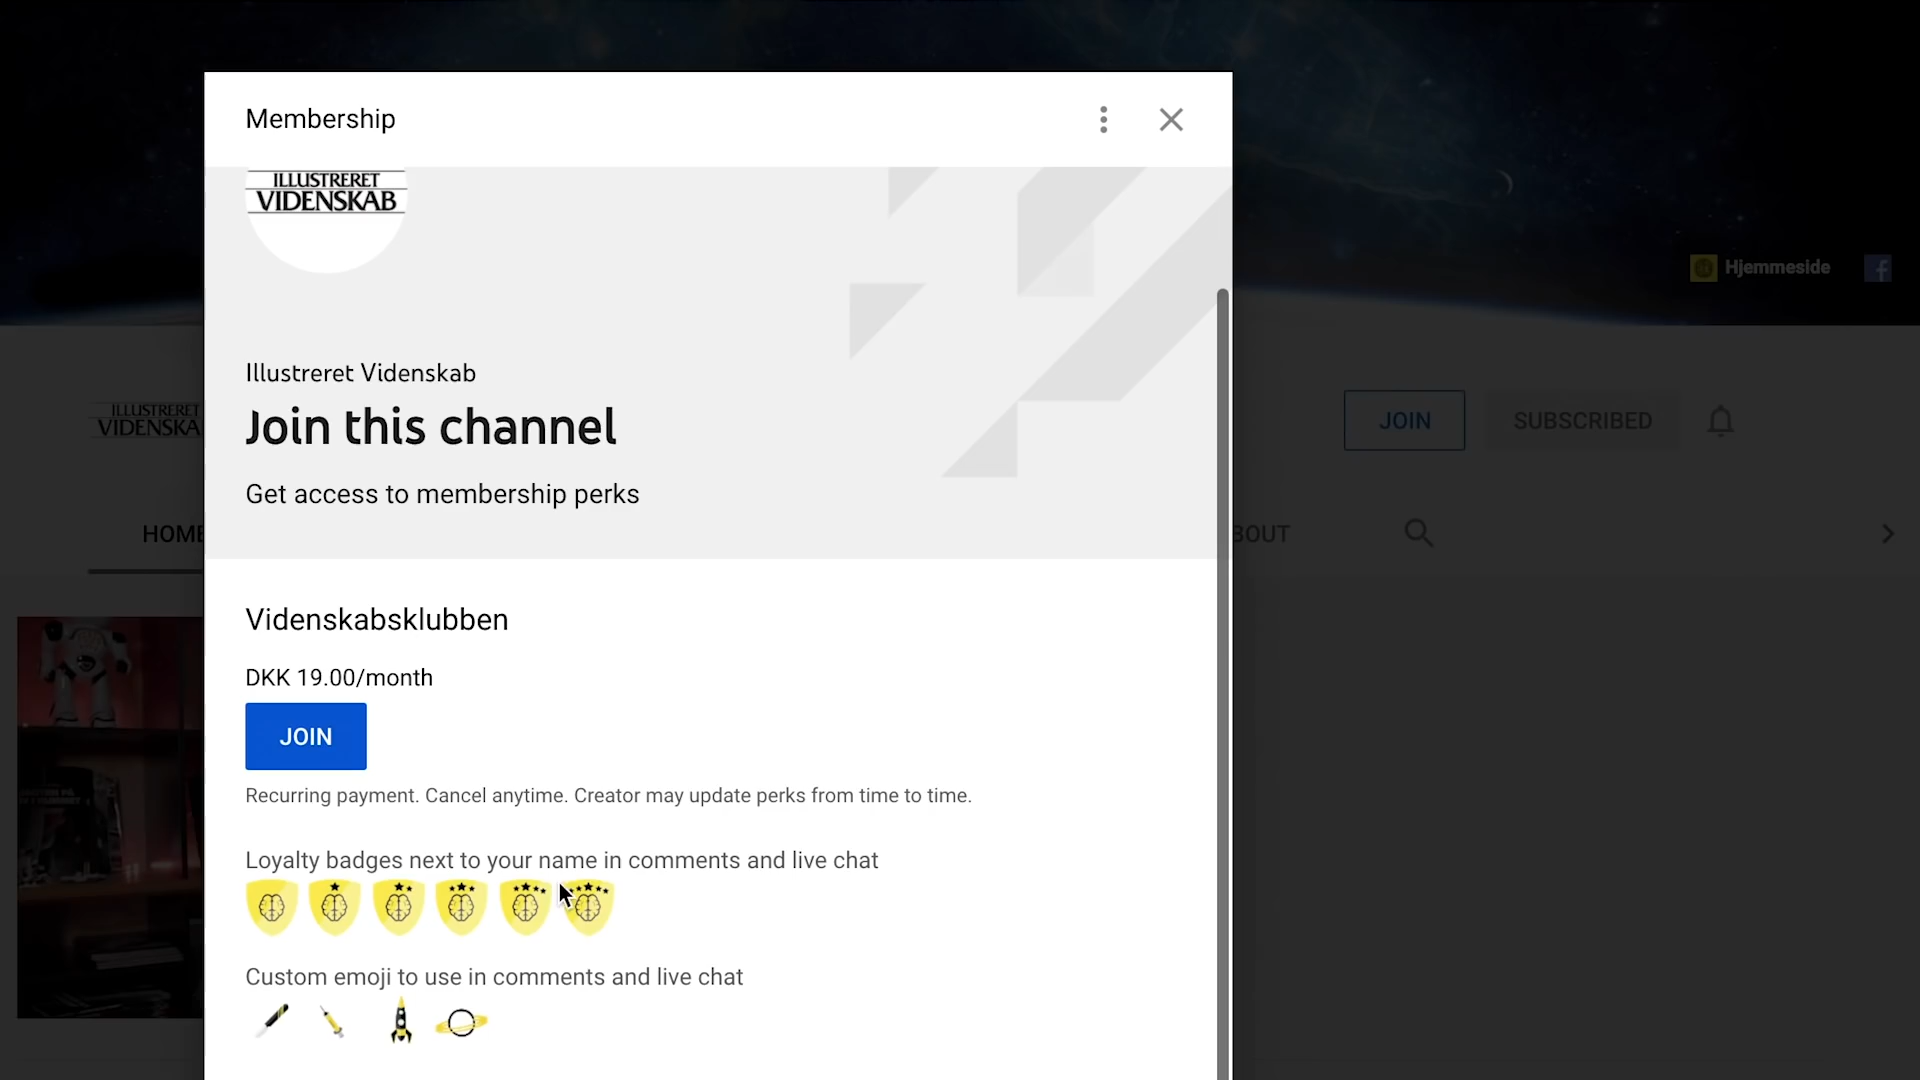 Membership
ILLUSTRERET
VIDENSKAB
Hjemmeside
Illustreret Videnskab
Join this channel
Get access to membership perks
ILLUSTRERET
VIDENSKA
JOIN
SUBSCRIBED
HOME
BOUT
Videnskabsklubben
DKK 19.00/month
JOIN
Recurring payment. Cancel anytime. Creator may update perks from time to time.
Loyalty badges next to your name in comments and live chat
Custom emoji to use in comments and live chat